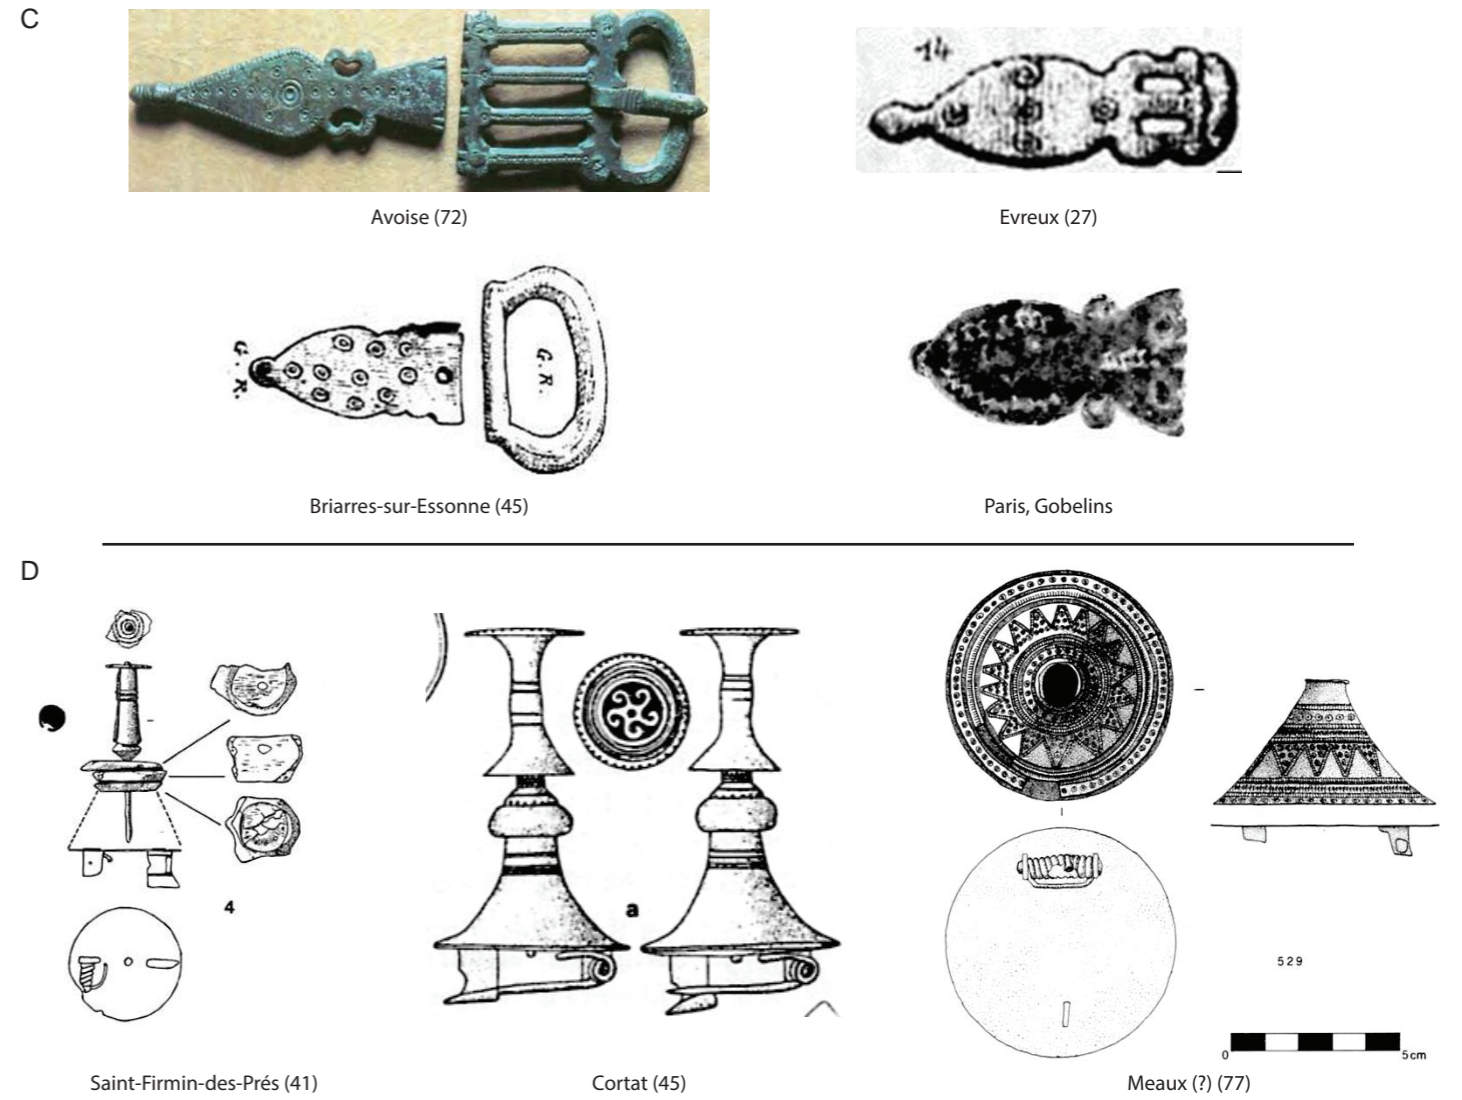 C
14
Avoise (72)
Evreux (27)
G. R.
G. R.
Briarres-sur-Essonne (45)
Paris, Gobelins
D
4
a
529
0
5cm
Saint-Firmin-des-Prés (41)
Cortat (45)
Meaux (?) (77)